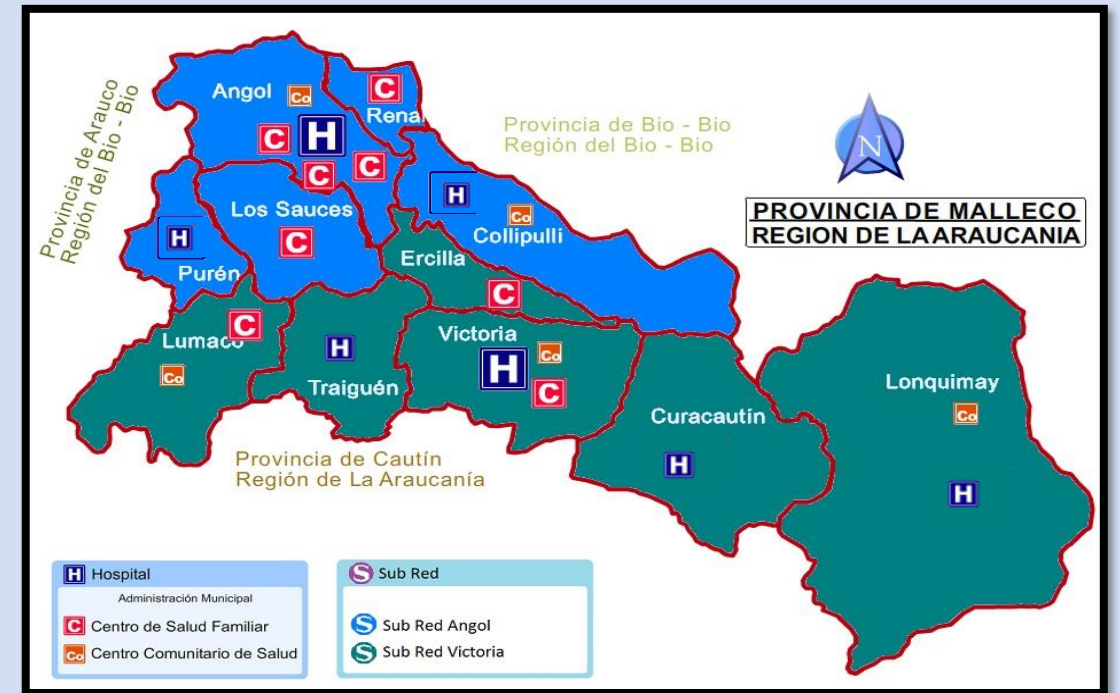 Provincia de Arauco
Región del Bio - Bio
Angol
Co
C
Renai
C
H
C
C
Provincia de Bio - Bio
Región del Bio - Bio
N
PROVINCIA DE MALLECO
REGION DE LA ARAUCANIA
H
Co
Collipulli
Los Sauces
C
H
Purén
Ercilla
C
C
Lumaco
Co
H
Traiguén
Victoria
Co
H
C
Curacautín
H
Lonquimay
Co
H
Provincia de Cautín
Región de La Araucanía
H Hospital
Administración Municipal
C Centro de Salud Familiar
Co Centro Comunitario de Salud
S Sub Red
S Sub Red Angol
S Sub Red Victoria